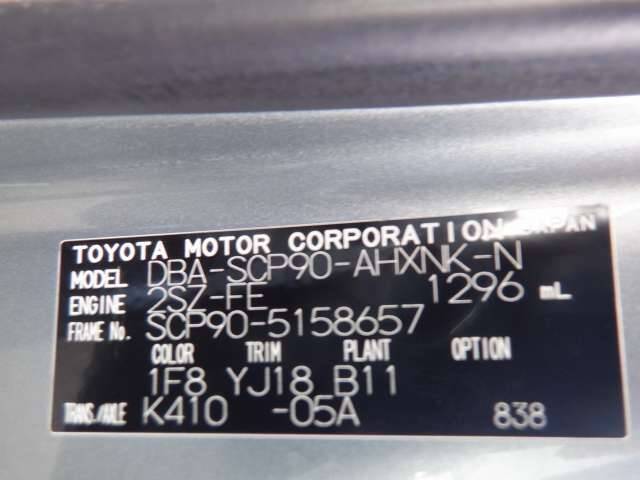 TOYOTA MOTOR CORPORATION JAPAN
MODEL DBA-SCP90-AHXNK-N
ENGINE 2SZ-FE 1296 mL
FRAME No. SCP90-5158657
COLOR TRIM PLANT OPTION
1F8 YJ18 B11
TRANS./AXLE K410 -05A 838